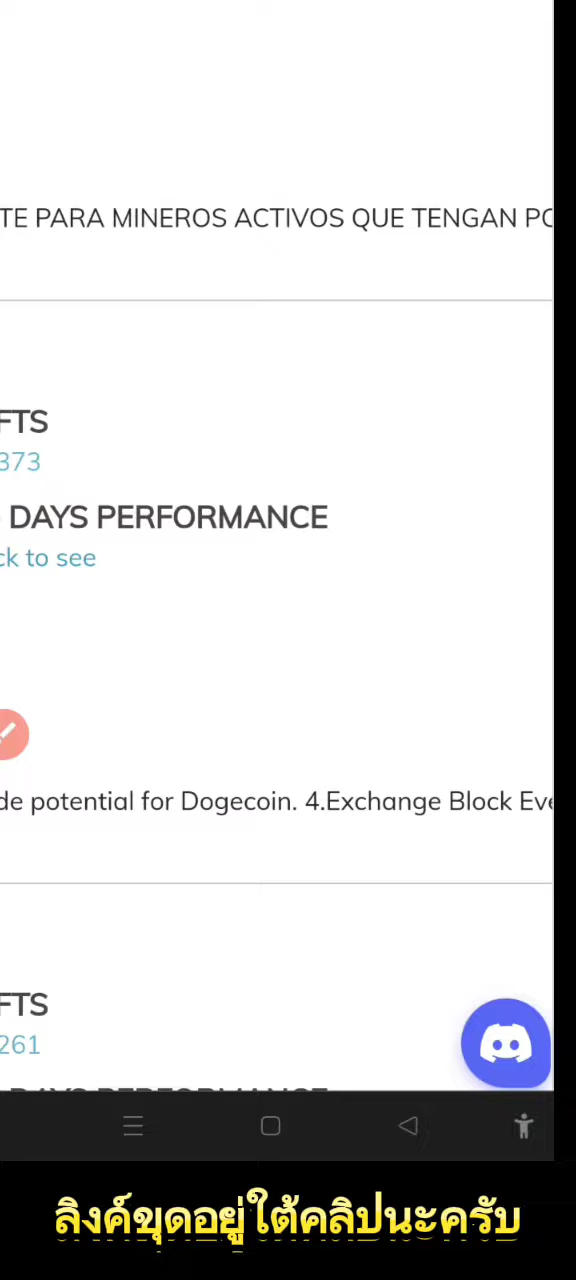 TE PARA MINEROS ACTIVOS QUE TENGAN
FTS
373
DAYS PERFORMANCE
ck to see
de potential for Dogecoin. 4.Exchange Block Eve
FTS
261
DAYS PERFORMANCE
ลิงค์ขุดอยู่ใต้คลิปนะครับ